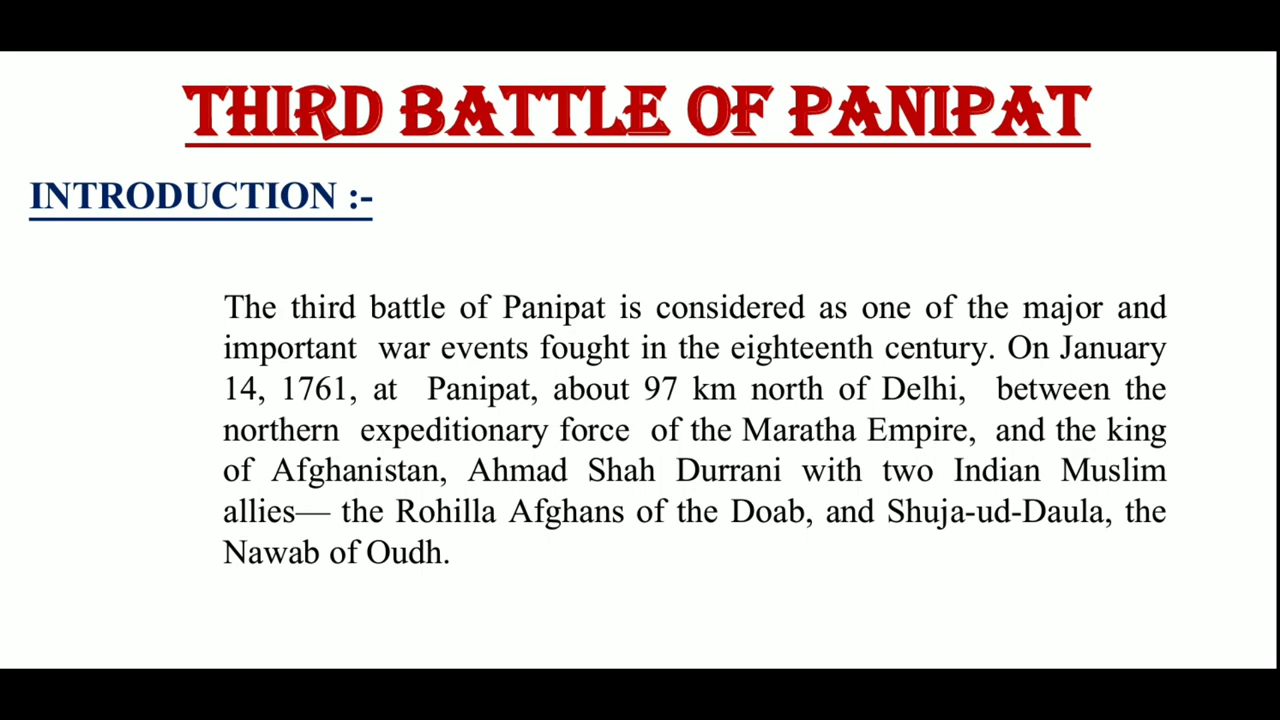 THIRD BATTLE OF PANIPAT
INTRODUCTION :-
The third battle of Panipat is considered as one of the major and
important war events fought in the eighteenth century. On January
14, 1761, at Panipat, about 97 km north of Delhi, between the
northern expeditionary force of the Maratha Empire, and the king
of Afghanistan, Ahmad Shah Durrani with two Indian Muslim
allies— the Rohilla Afghans of the Doab, and Shuja-ud-Daula, the
Nawab of Oudh.